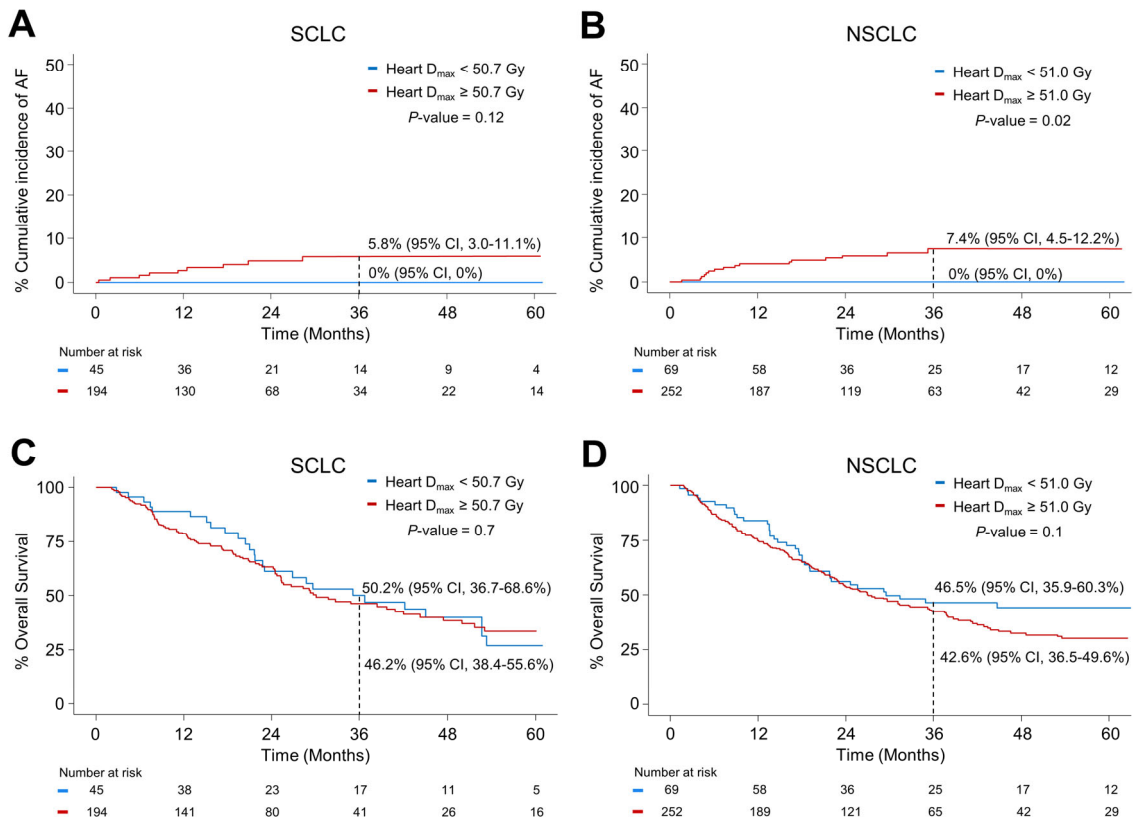 A
SCLC
% Cumulative incidence of AF
50
40
30
20
10
0
Heart Dmax < 50.7 Gy
Heart Dmax ≥ 50.7 Gy
P-value = 0.12
5.8% (95% CI, 3.0-11.1%)
0% (95% CI, 0%)
0 12 24 36 48 60
Time (Months)
Number at risk
45 36 21 14 9 4
194 130 68 34 22 14
B
NSCLC
% Cumulative incidence of AF
50
40
30
20
10
0
Heart Dmax < 51.0 Gy
Heart Dmax ≥ 51.0 Gy
P-value = 0.02
7.4% (95% CI, 4.5-12.2%)
0% (95% CI, 0%)
0 12 24 36 48 60
Time (Months)
Number at risk
69 58 36 25 17 12
252 187 119 63 42 29
C
SCLC
% Overall Survival
100
75
50
25
0
Heart Dmax < 50.7 Gy
Heart Dmax ≥ 50.7 Gy
P-value = 0.7
50.2% (95% CI, 36.7-68.6%)
46.2% (95% CI, 38.4-55.6%)
0 12 24 36 48 60
Time (Months)
Number at risk
45 38 23 17 11 5
194 141 80 41 26 16
D
NSCLC
% Overall Survival
100
75
50
25
0
Heart Dmax < 51.0 Gy
Heart Dmax ≥ 51.0 Gy
P-value = 0.1
46.5% (95% CI, 35.9-60.3%)
42.6% (95% CI, 36.5-49.6%)
0 12 24 36 48 60
Time (Months)
Number at risk
69 58 36 25 17 12
252 189 121 65 42 29